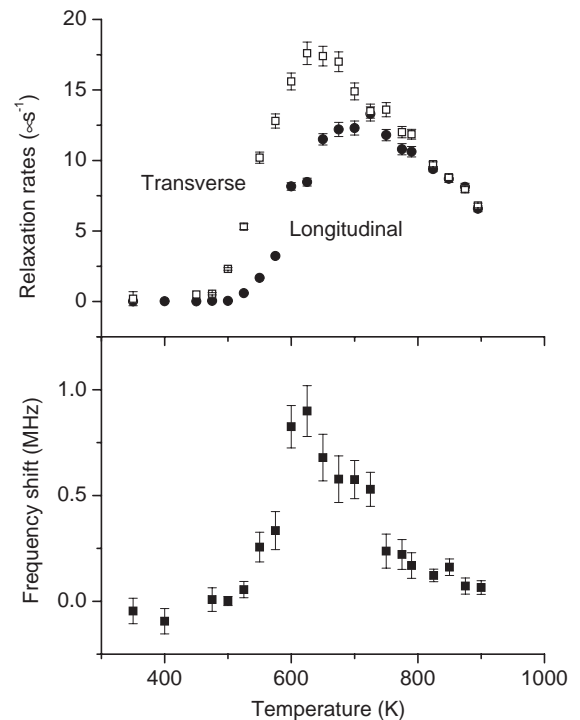 20
15
10
5
0
Relaxation rates (∝s⁻¹)
Transverse
Longitudinal
1.0
0.5
0.0
Frequency shift (MHz)
400 600 800 1000
Temperature (K)